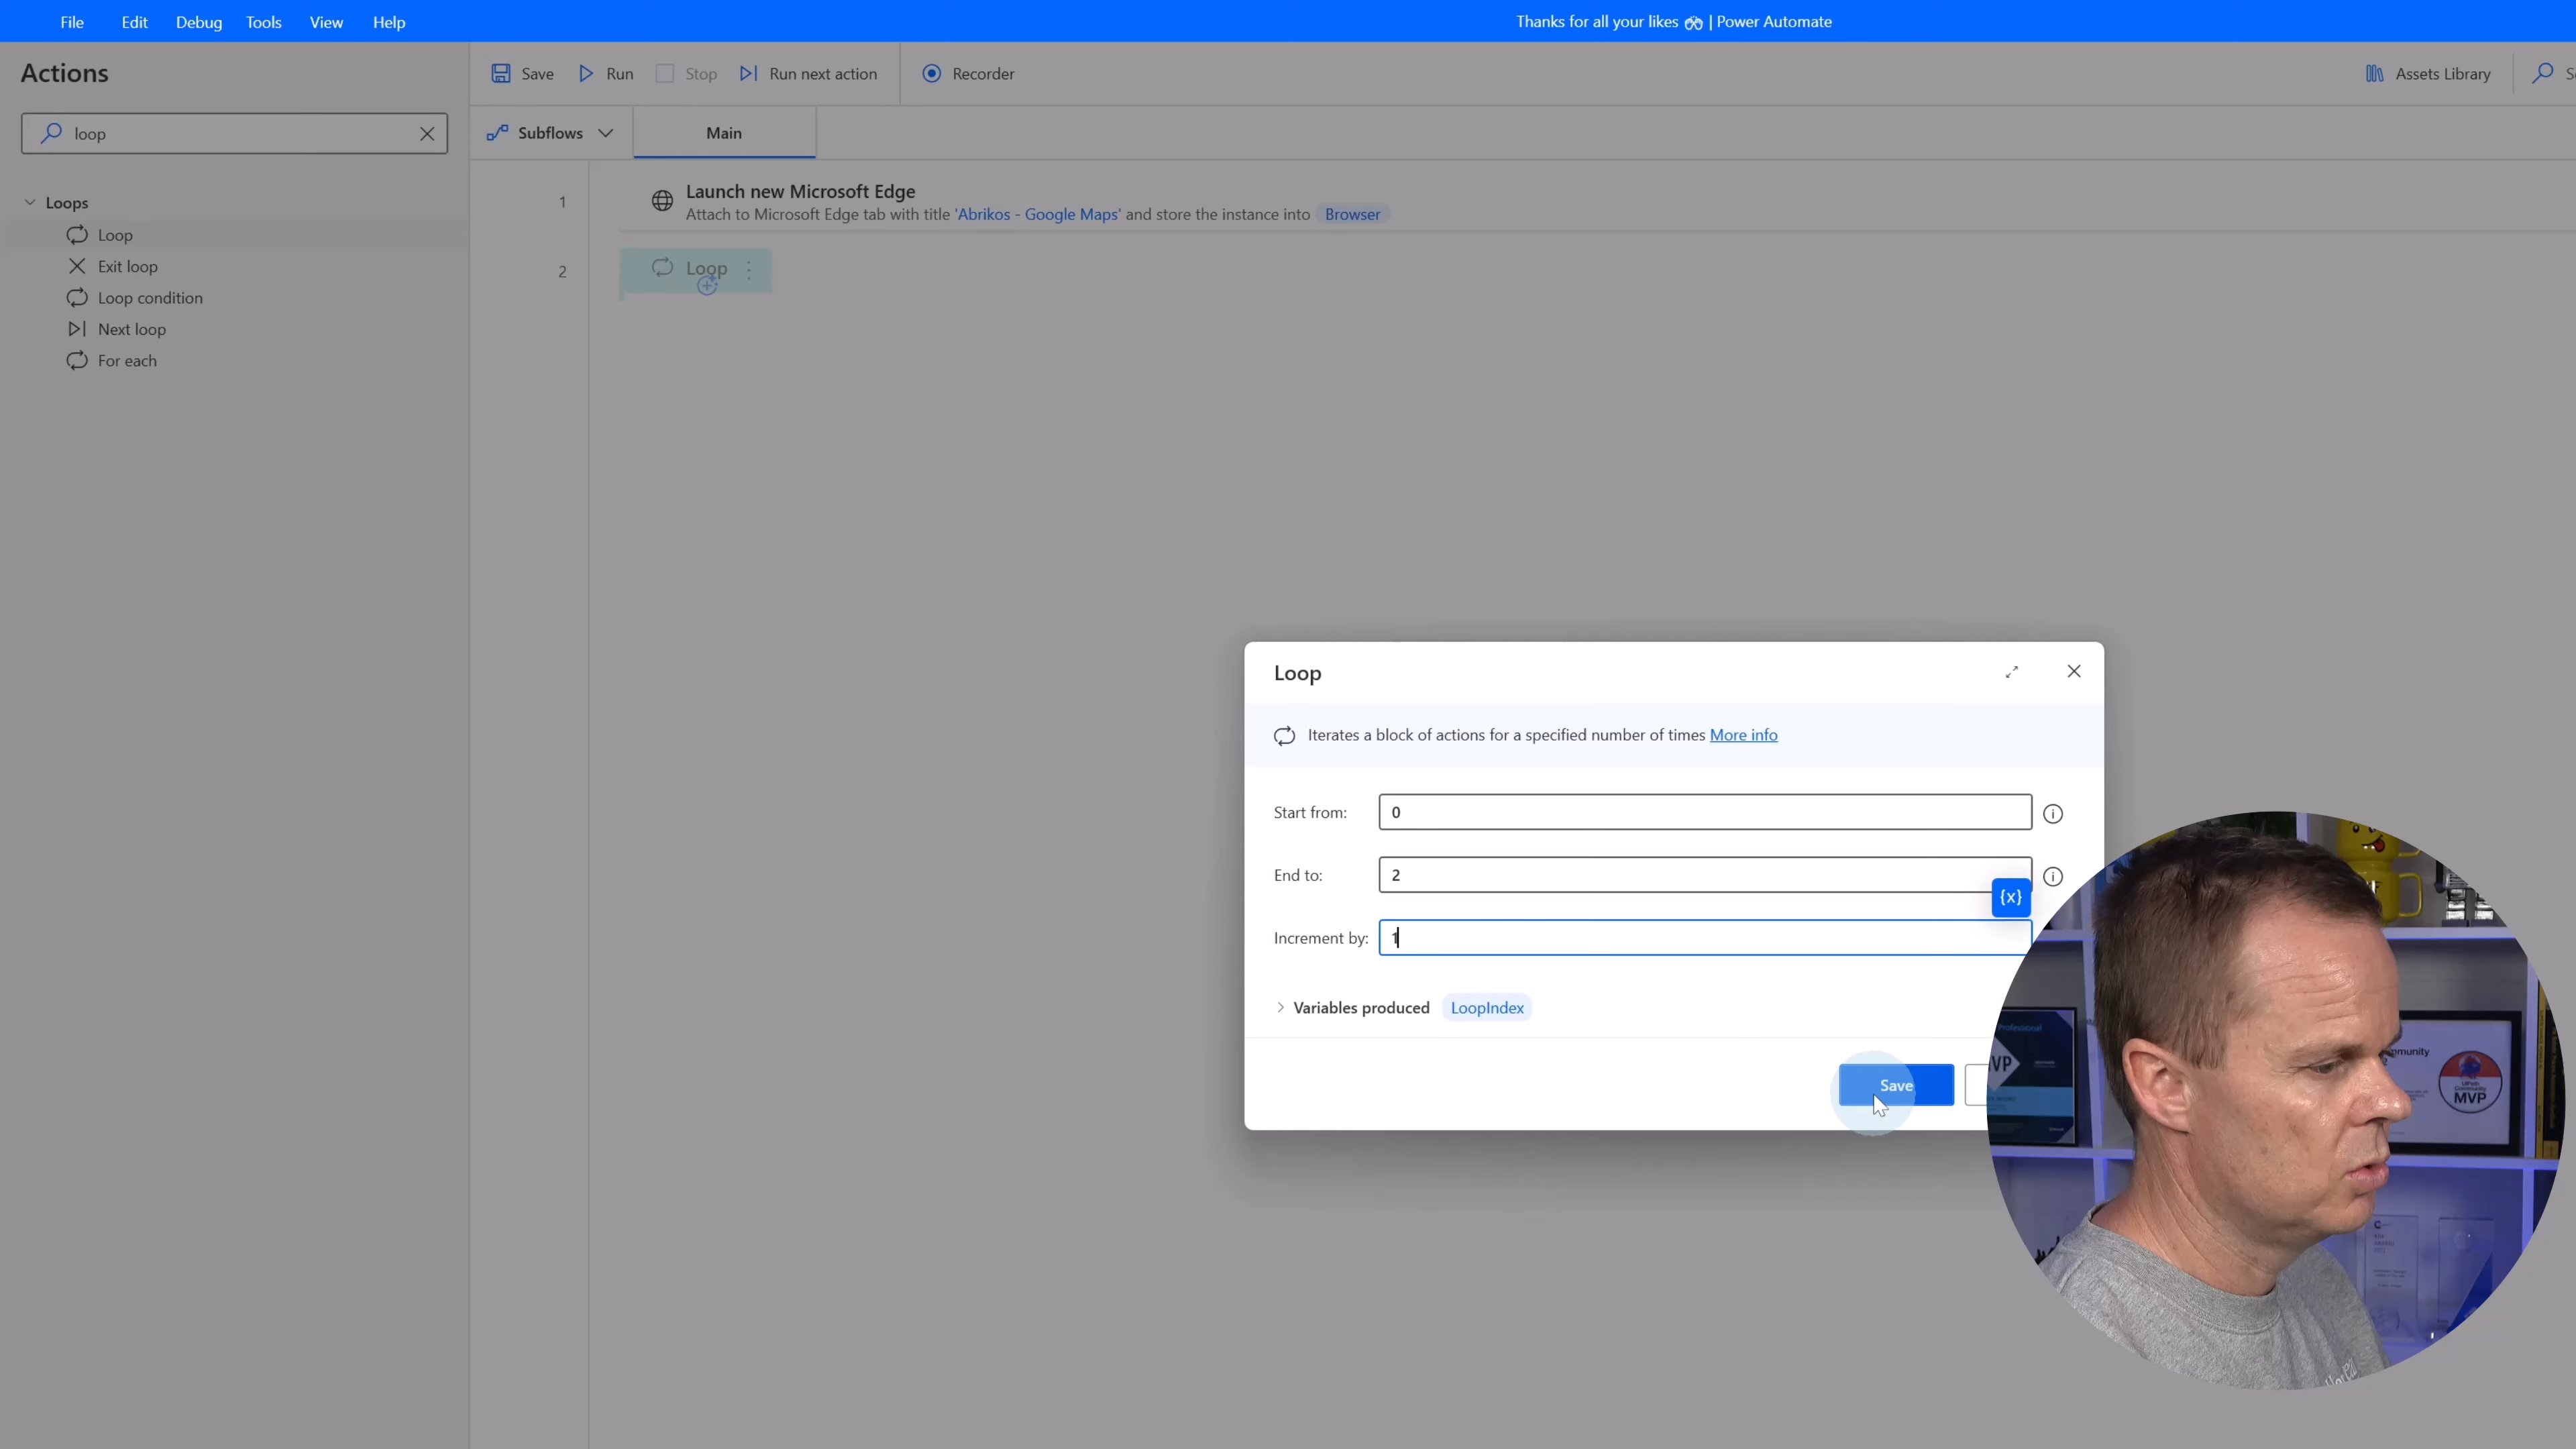 File Edit Debug Tools View Help
Thanks for all your likes | Power Automate
Actions
Save Run Stop Run next action Recorder
Assets Library
loop
Subflows Main
Loops
Loop
Exit loop
Loop condition
Next loop
For each
1 Launch new Microsoft Edge
Attach to Microsoft Edge tab with title 'Abrikos - Google Maps' and store the instance into Browser
2 Loop
Loop
Iterates a block of actions for a specified number of times More info
Start from: 0
End to: 2
{x}
Increment by: 1
Variables produced LoopIndex
Save
Professional
MVP
MVP